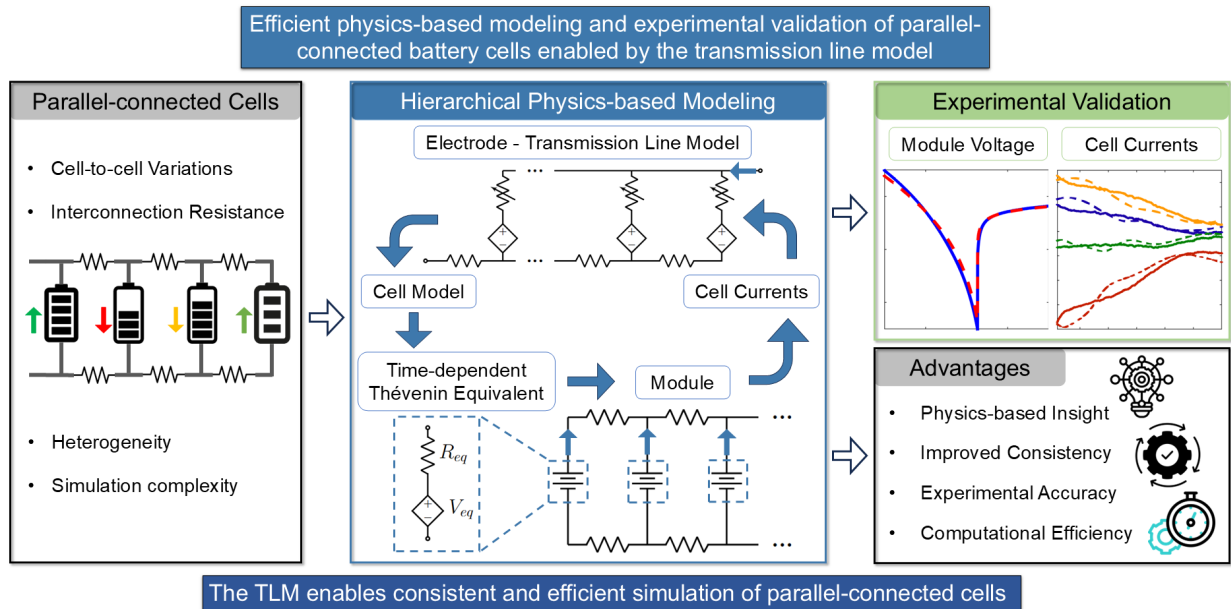 Efficient physics-based modeling and experimental validation of parallel-
connected battery cells enabled by the transmission line model
Parallel-connected Cells
• Cell-to-cell Variations
• Interconnection Resistance
• Heterogeneity
• Simulation complexity
Hierarchical Physics-based Modeling
Electrode - Transmission Line Model
...
...
Cell Model
Cell Currents
Time-dependent
Thévenin Equivalent
Module
...
R_eq
V_eq
...
Experimental Validation
Module Voltage
Cell Currents
Advantages
• Physics-based Insight
• Improved Consistency
• Experimental Accuracy
• Computational Efficiency
The TLM enables consistent and efficient simulation of parallel-connected cells